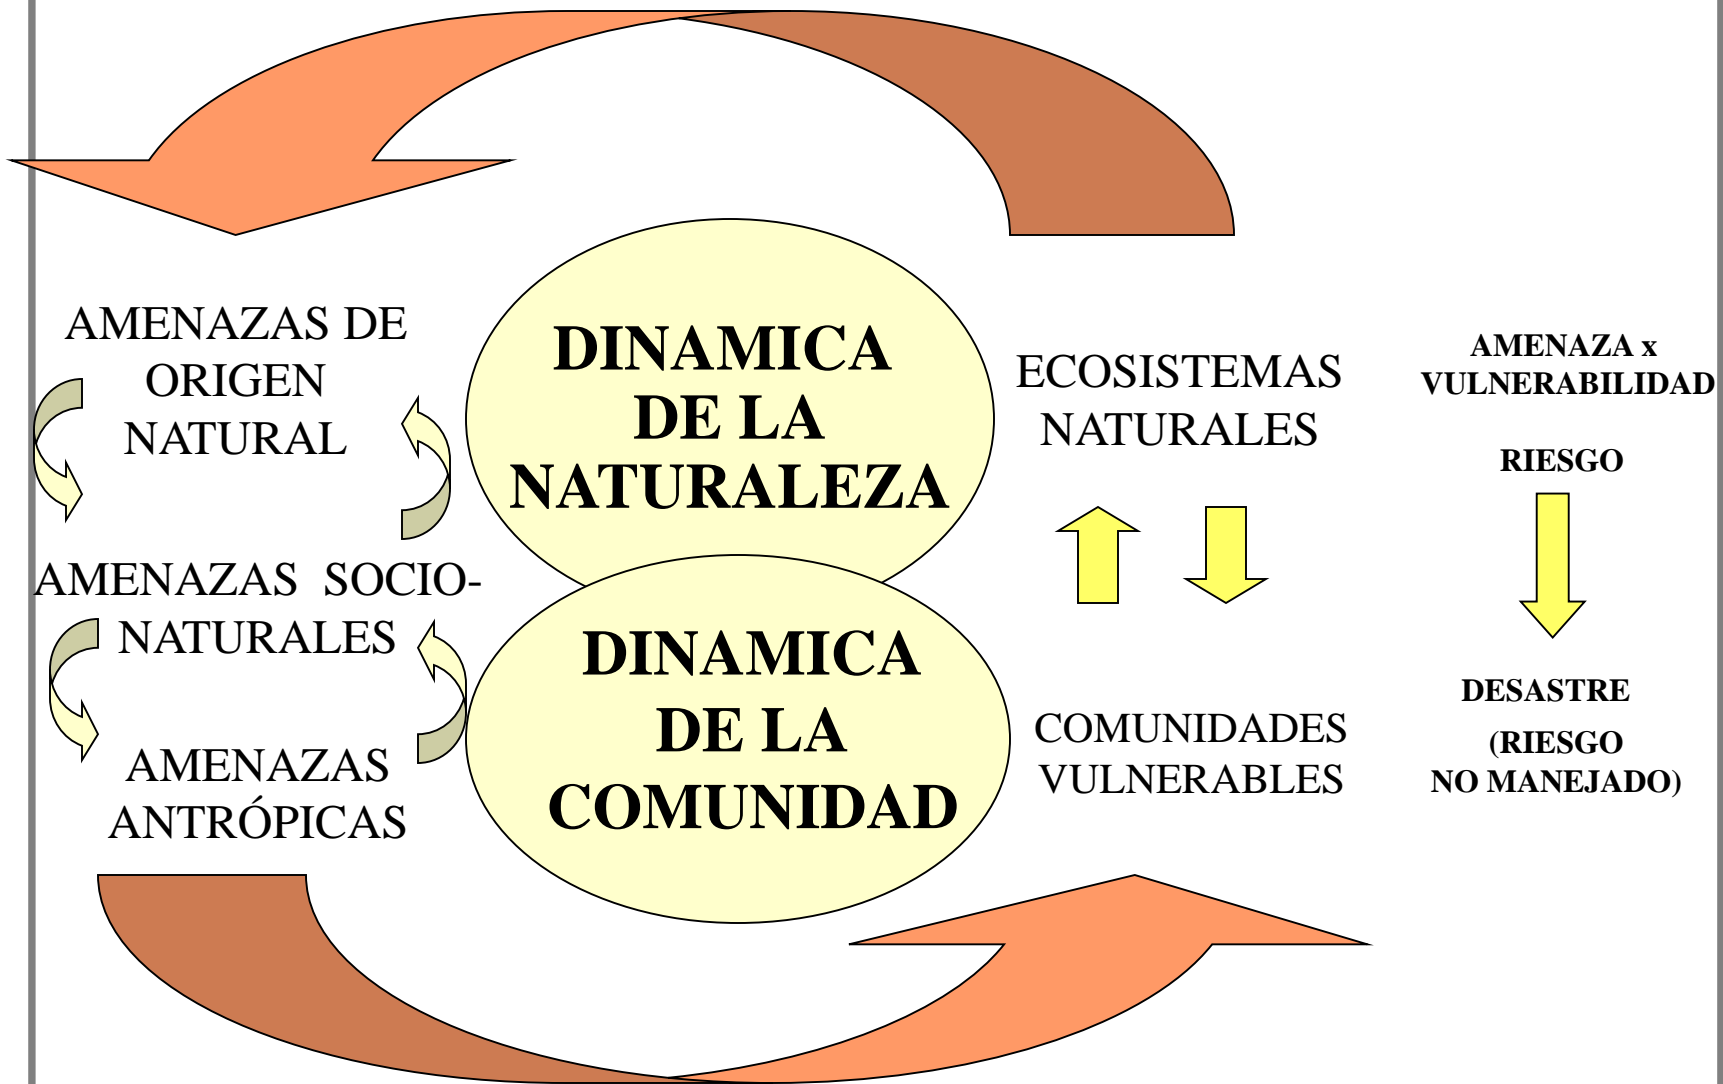 AMENAZAS DE
ORIGEN
NATURAL
AMENAZAS SOCIO-
NATURALES
AMENAZAS
ANTRÓPICAS
DINAMICA
DE LA
NATURALEZA
DINAMICA
DE LA
COMUNIDAD
ECOSISTEMAS
NATURALES
COMUNIDADES
VULNERABLES
AMENAZA x
VULNERABILIDAD
RIESGO
DESASTRE
(RIESGO
NO MANEJADO)